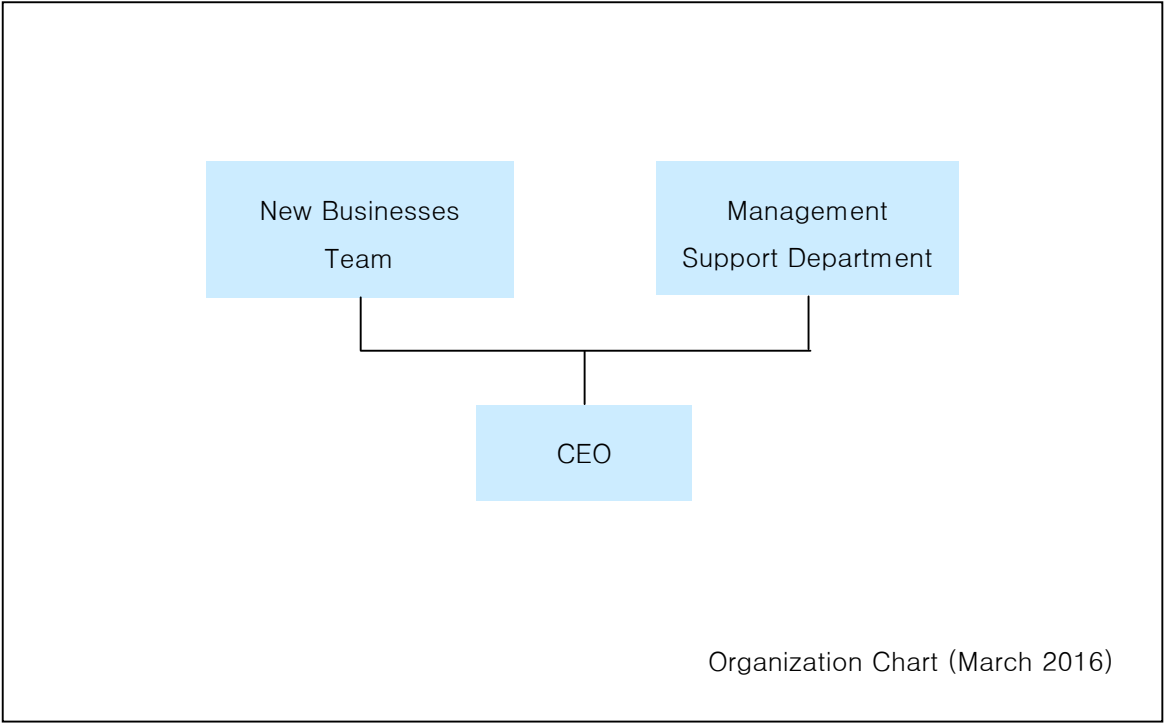 New Businesses
Team
Management
Support Department
CEO
Organization Chart (March 2016)